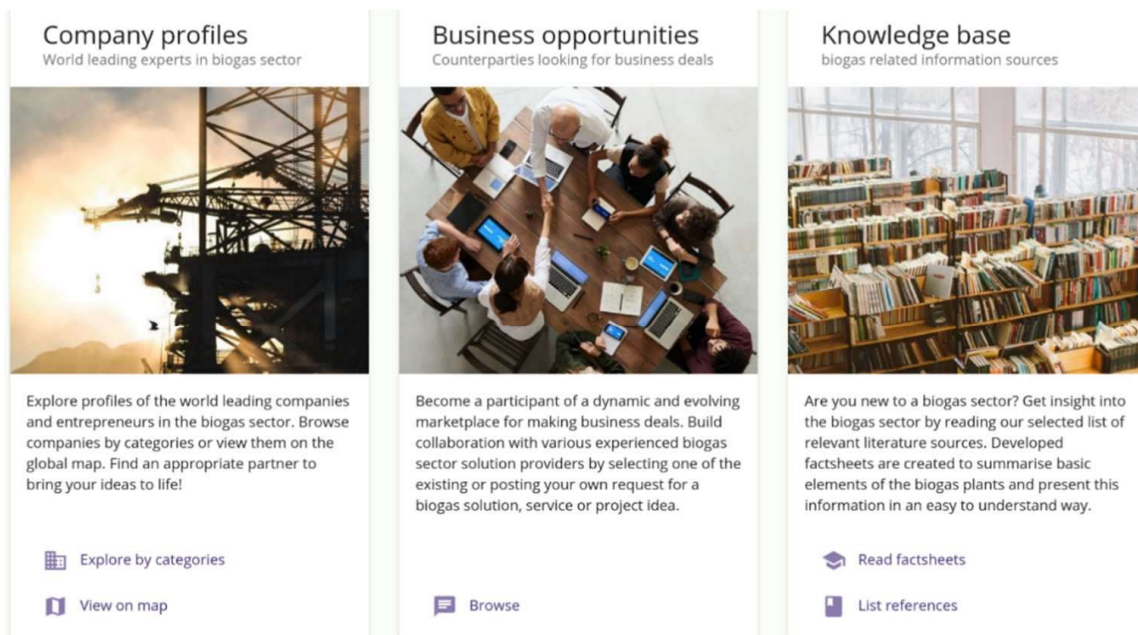 Company profiles
World leading experts in biogas sector
Explore profiles of the world leading companies
and entrepreneurs in the biogas sector. Browse
companies by categories or view them on the
global map. Find an appropriate partner to
bring your ideas to life!
Explore by categories
View on map
Business opportunities
Counterparties looking for business deals
Become a participant of a dynamic and evolving
marketplace for making business deals. Build
collaboration with various experienced biogas
sector solution providers by selecting one of the
existing or posting your own request for a
biogas solution, service or project idea.
Browse
Knowledge base
biogas related information sources
Are you new to a biogas sector? Get insight into
the biogas sector by reading our selected list of
relevant literature sources. Developed
factsheets are created to summarise basic
elements of the biogas plants and present this
information in an easy to understand way.
Read factsheets
List references